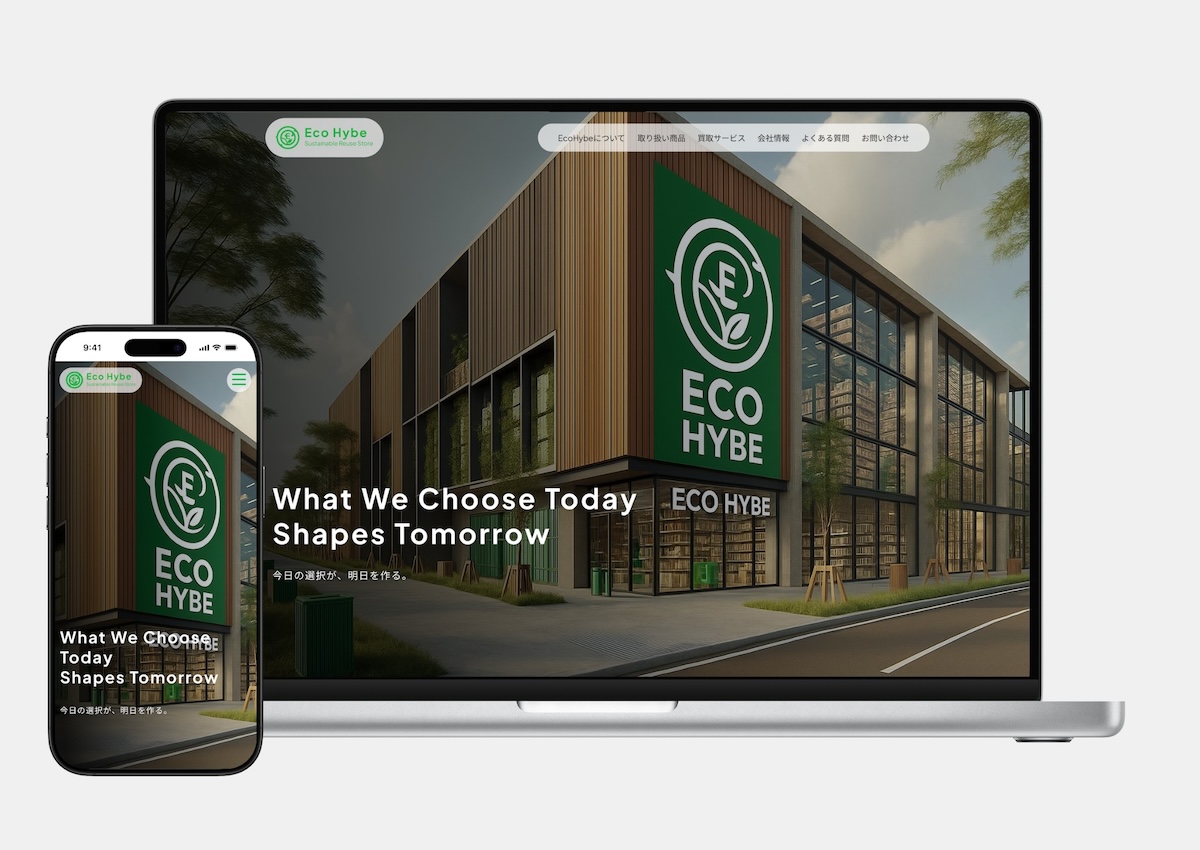 Eco Hybe
Sustainable Reuse Store
EcoHybeについて 取り扱い商品 買取サービス 会社情報 よくある質問 お問い合わせ
E
ECO
HYBE
ECO HYBE
What We Choose Today
Shapes Tomorrow
今日の選択が、明日を作る。
9:41
Eco Hybe
Sustainable Reuse Store
E
ECO
HYBE
ECO HYBE
What We Choose
Today
Shapes Tomorrow
今日の選択が、明日を作る。